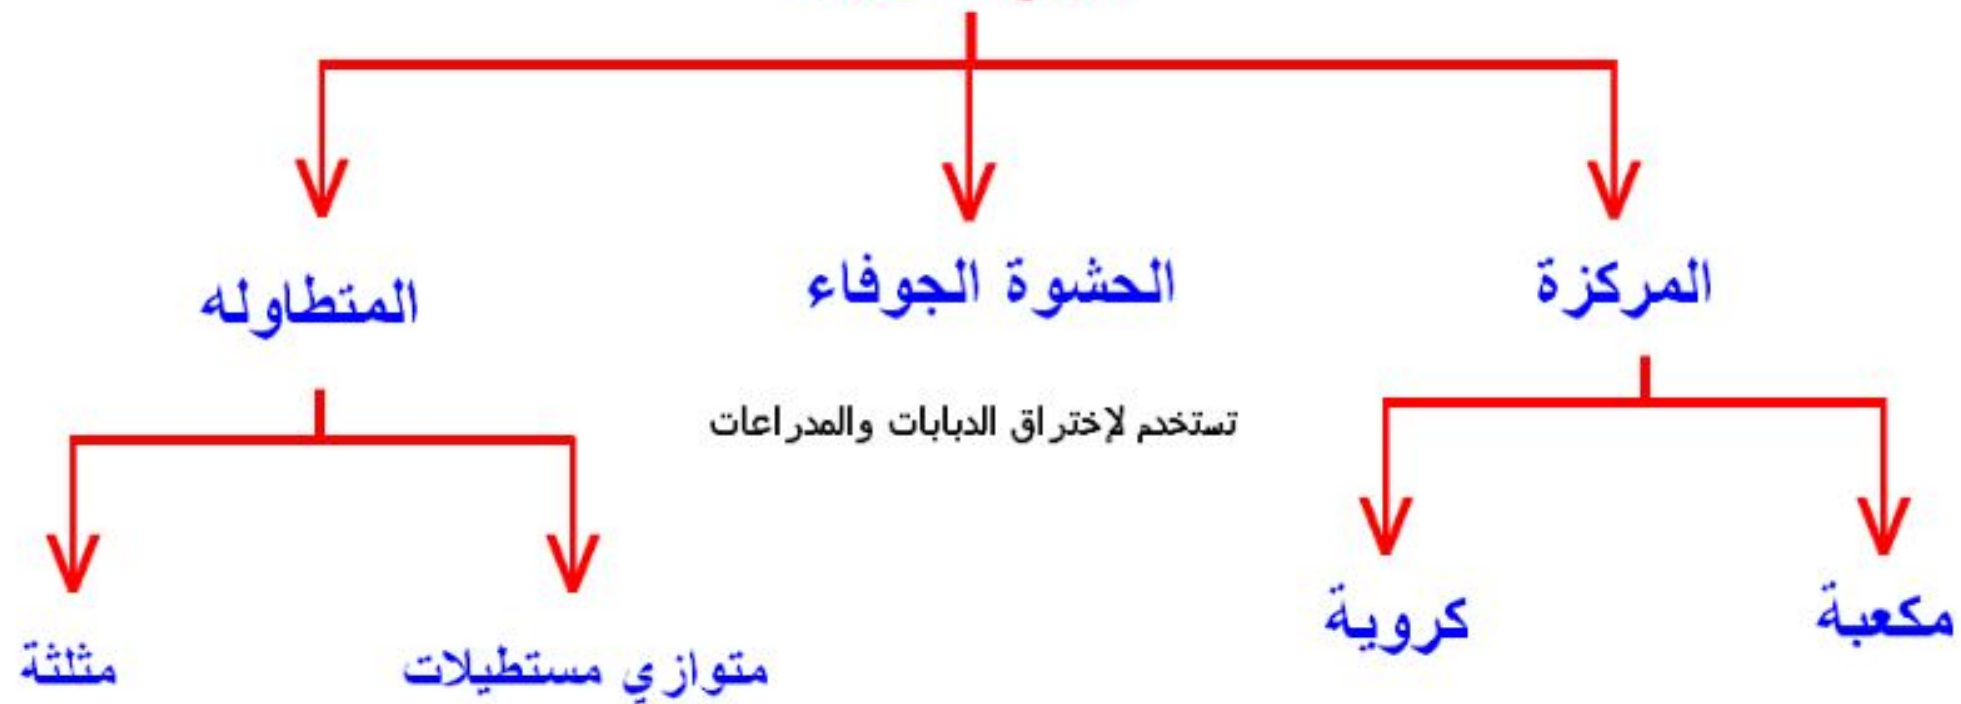 المركزة
الحشوة الجوفاء
المتطاوله
تستخدم لإختراق الدبابات والمدراعات
مكعبة
كروية
متوازي مستطيلات
مثلثة